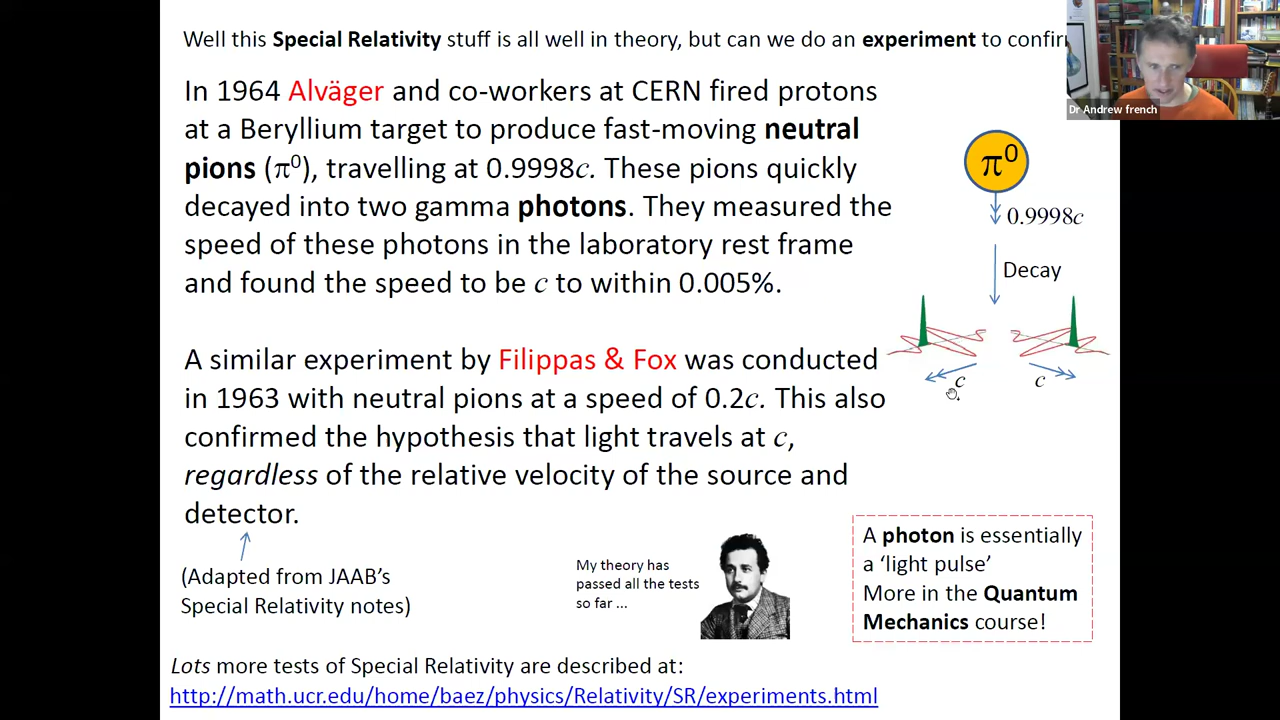 Well this Special Relativity stuff is all well in theory, but can we do an experiment to confir
Dr Andrew french
In 1964 Alväger and co-workers at CERN fired protons
at a Beryllium target to produce fast-moving neutral
pions (π⁰), travelling at 0.9998c. These pions quickly
decayed into two gamma photons. They measured the
speed of these photons in the laboratory rest frame
and found the speed to be c to within 0.005%.
π⁰
0.9998c
Decay
c
c
A similar experiment by Filippas & Fox was conducted
in 1963 with neutral pions at a speed of 0.2c. This also
confirmed the hypothesis that light travels at c,
regardless of the relative velocity of the source and
detector.
(Adapted from JAAB’s
Special Relativity notes)
My theory has
passed all the tests
so far ...
A photon is essentially
a ‘light pulse’
More in the Quantum
Mechanics course!
Lots more tests of Special Relativity are described at:
http://math.ucr.edu/home/baez/physics/Relativity/SR/experiments.html